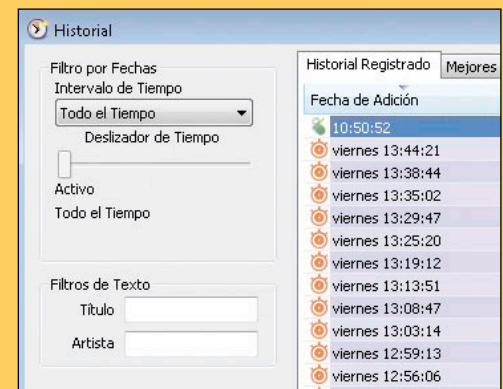 Historial
Filtro por Fechas
Intervalo de Tiempo
Todo el Tiempo
Deslizador de Tiempo
Activo
Todo el Tiempo
Filtros de Texto
Título
Artista
Historial Registrado
Mejores
Fecha de Adición
10:50:52
viernes 13:44:21
viernes 13:38:44
viernes 13:35:02
viernes 13:29:47
viernes 13:25:20
viernes 13:19:12
viernes 13:13:51
viernes 13:08:47
viernes 13:03:14
viernes 12:59:13
viernes 12:56:06